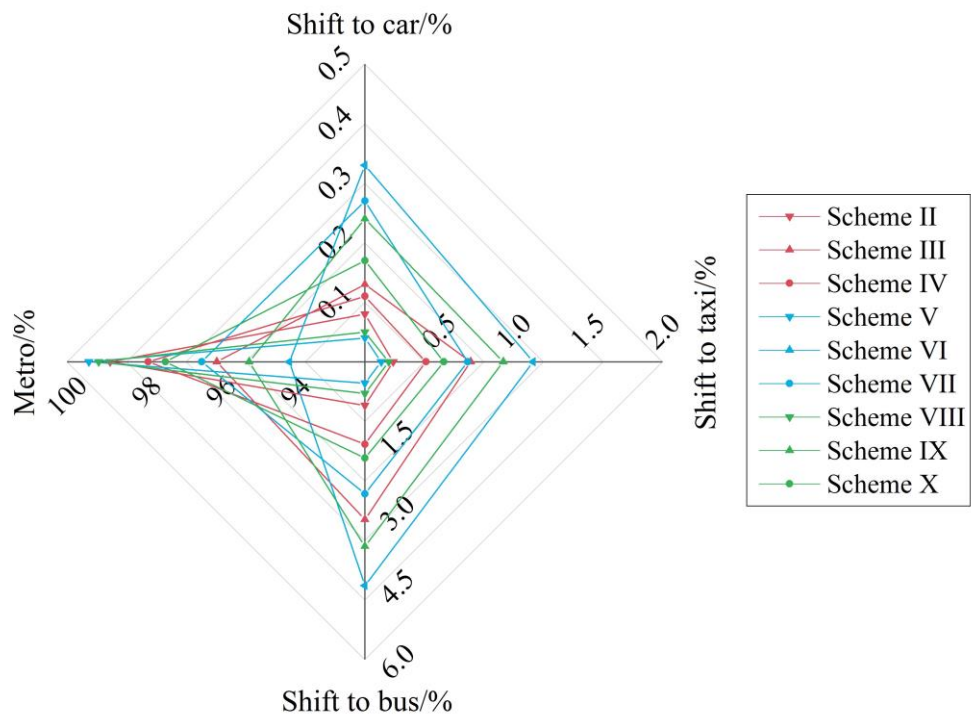 Shift to car/%
0.5
0.4
0.3
0.2
0.1
Shift to taxi/%
0.5
1.0
1.5
2.0
Metro/%
100
98
96
94
1.5
3.0
4.5
6.0
Shift to bus/%
Scheme II
Scheme III
Scheme IV
Scheme V
Scheme VI
Scheme VII
Scheme VIII
Scheme IX
Scheme X